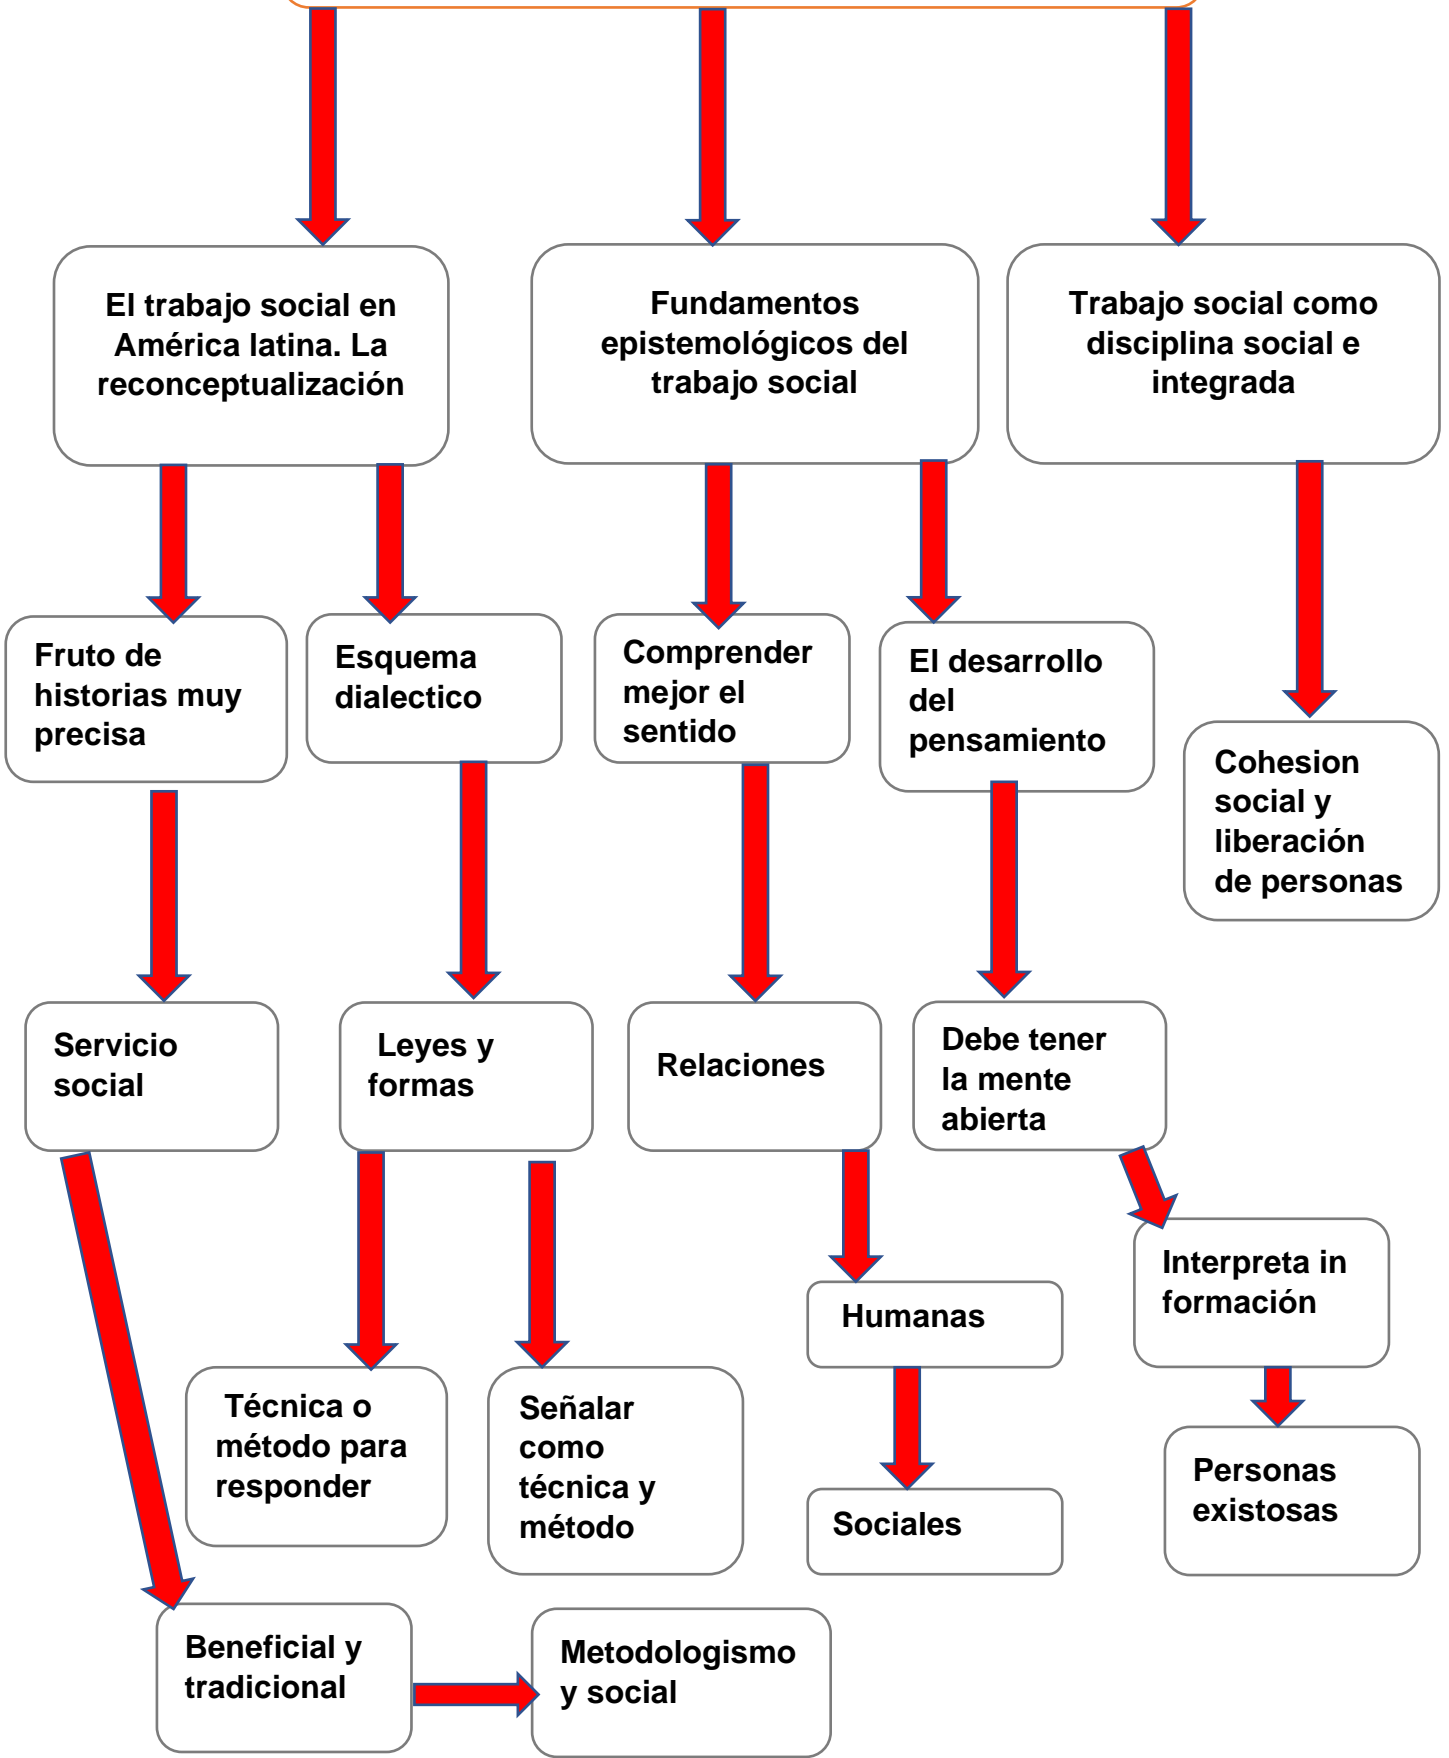 El trabajo social en
América latina. La
reconceptualización
Fundamentos
epistemológicos del
trabajo social
Trabajo social como
disciplina social e
integrada
Fruto de
historias muy
precisa
Esquema
dialectico
Comprender
mejor el
sentido
El desarrollo
del
pensamiento
Cohesion
social y
liberación
de personas
Servicio
social
Leyes y
formas
Relaciones
Debe tener
la mente
abierta
Humanas
Interpreta in
formación
Técnica o
método para
responder
Señalar
como
técnica y
método
Sociales
Personas
existosas
Beneficial y
tradicional
Metodologismo
y social